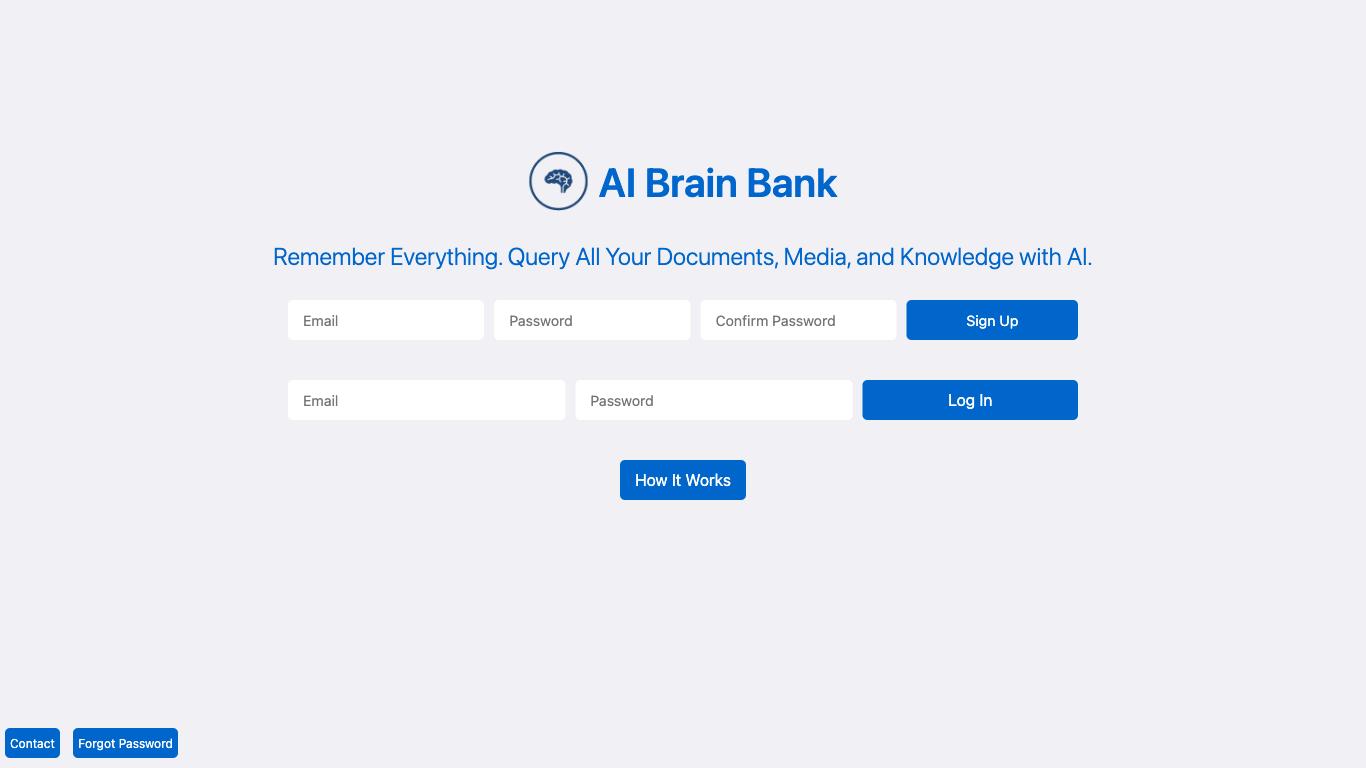 AI Brain Bank
Remember Everything. Query All Your Documents, Media, and Knowledge with AI.
Email Password Confirm Password Sign Up
Email Password Log In
How It Works
Contact Forgot Password